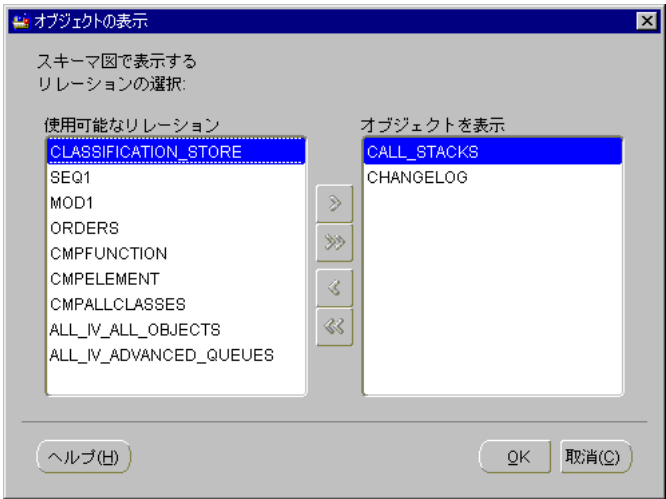 オブジェクトの表示
スキーマ図で表示する
リレーションの選択:
使用可能なリレーション
CLASSIFICATION_STORE
SEQ1
MOD1
ORDERS
CMPFUNCTION
CMPELEMENT
CMPALLCLASSES
ALL_IV_ALL_OBJECTS
ALL_IV_ADVANCED_QUEUES
オブジェクトを表示
CALL_STACKS
CHANGELOG
ヘルプ(H)
OK
取消(C)